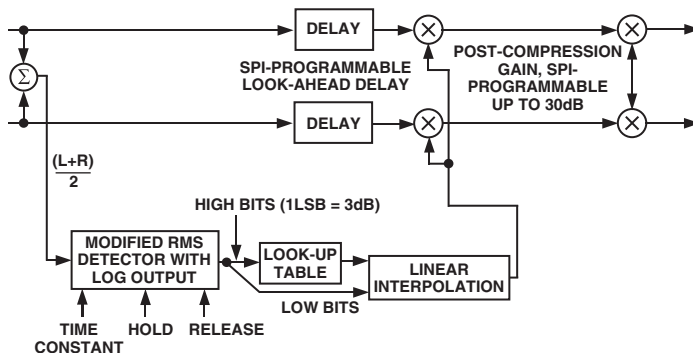 DELAY
SPI-PROGRAMMABLE
LOOK-AHEAD DELAY
POST-COMPRESSION
GAIN, SPI-
PROGRAMMABLE
UP TO 30dB
Σ
DELAY
(L+R)
2
HIGH BITS (1LSB = 3dB)
MODIFIED RMS
DETECTOR WITH
LOG OUTPUT
LOOK-UP
TABLE
LINEAR
INTERPOLATION
LOW BITS
TIME
CONSTANT
HOLD
RELEASE